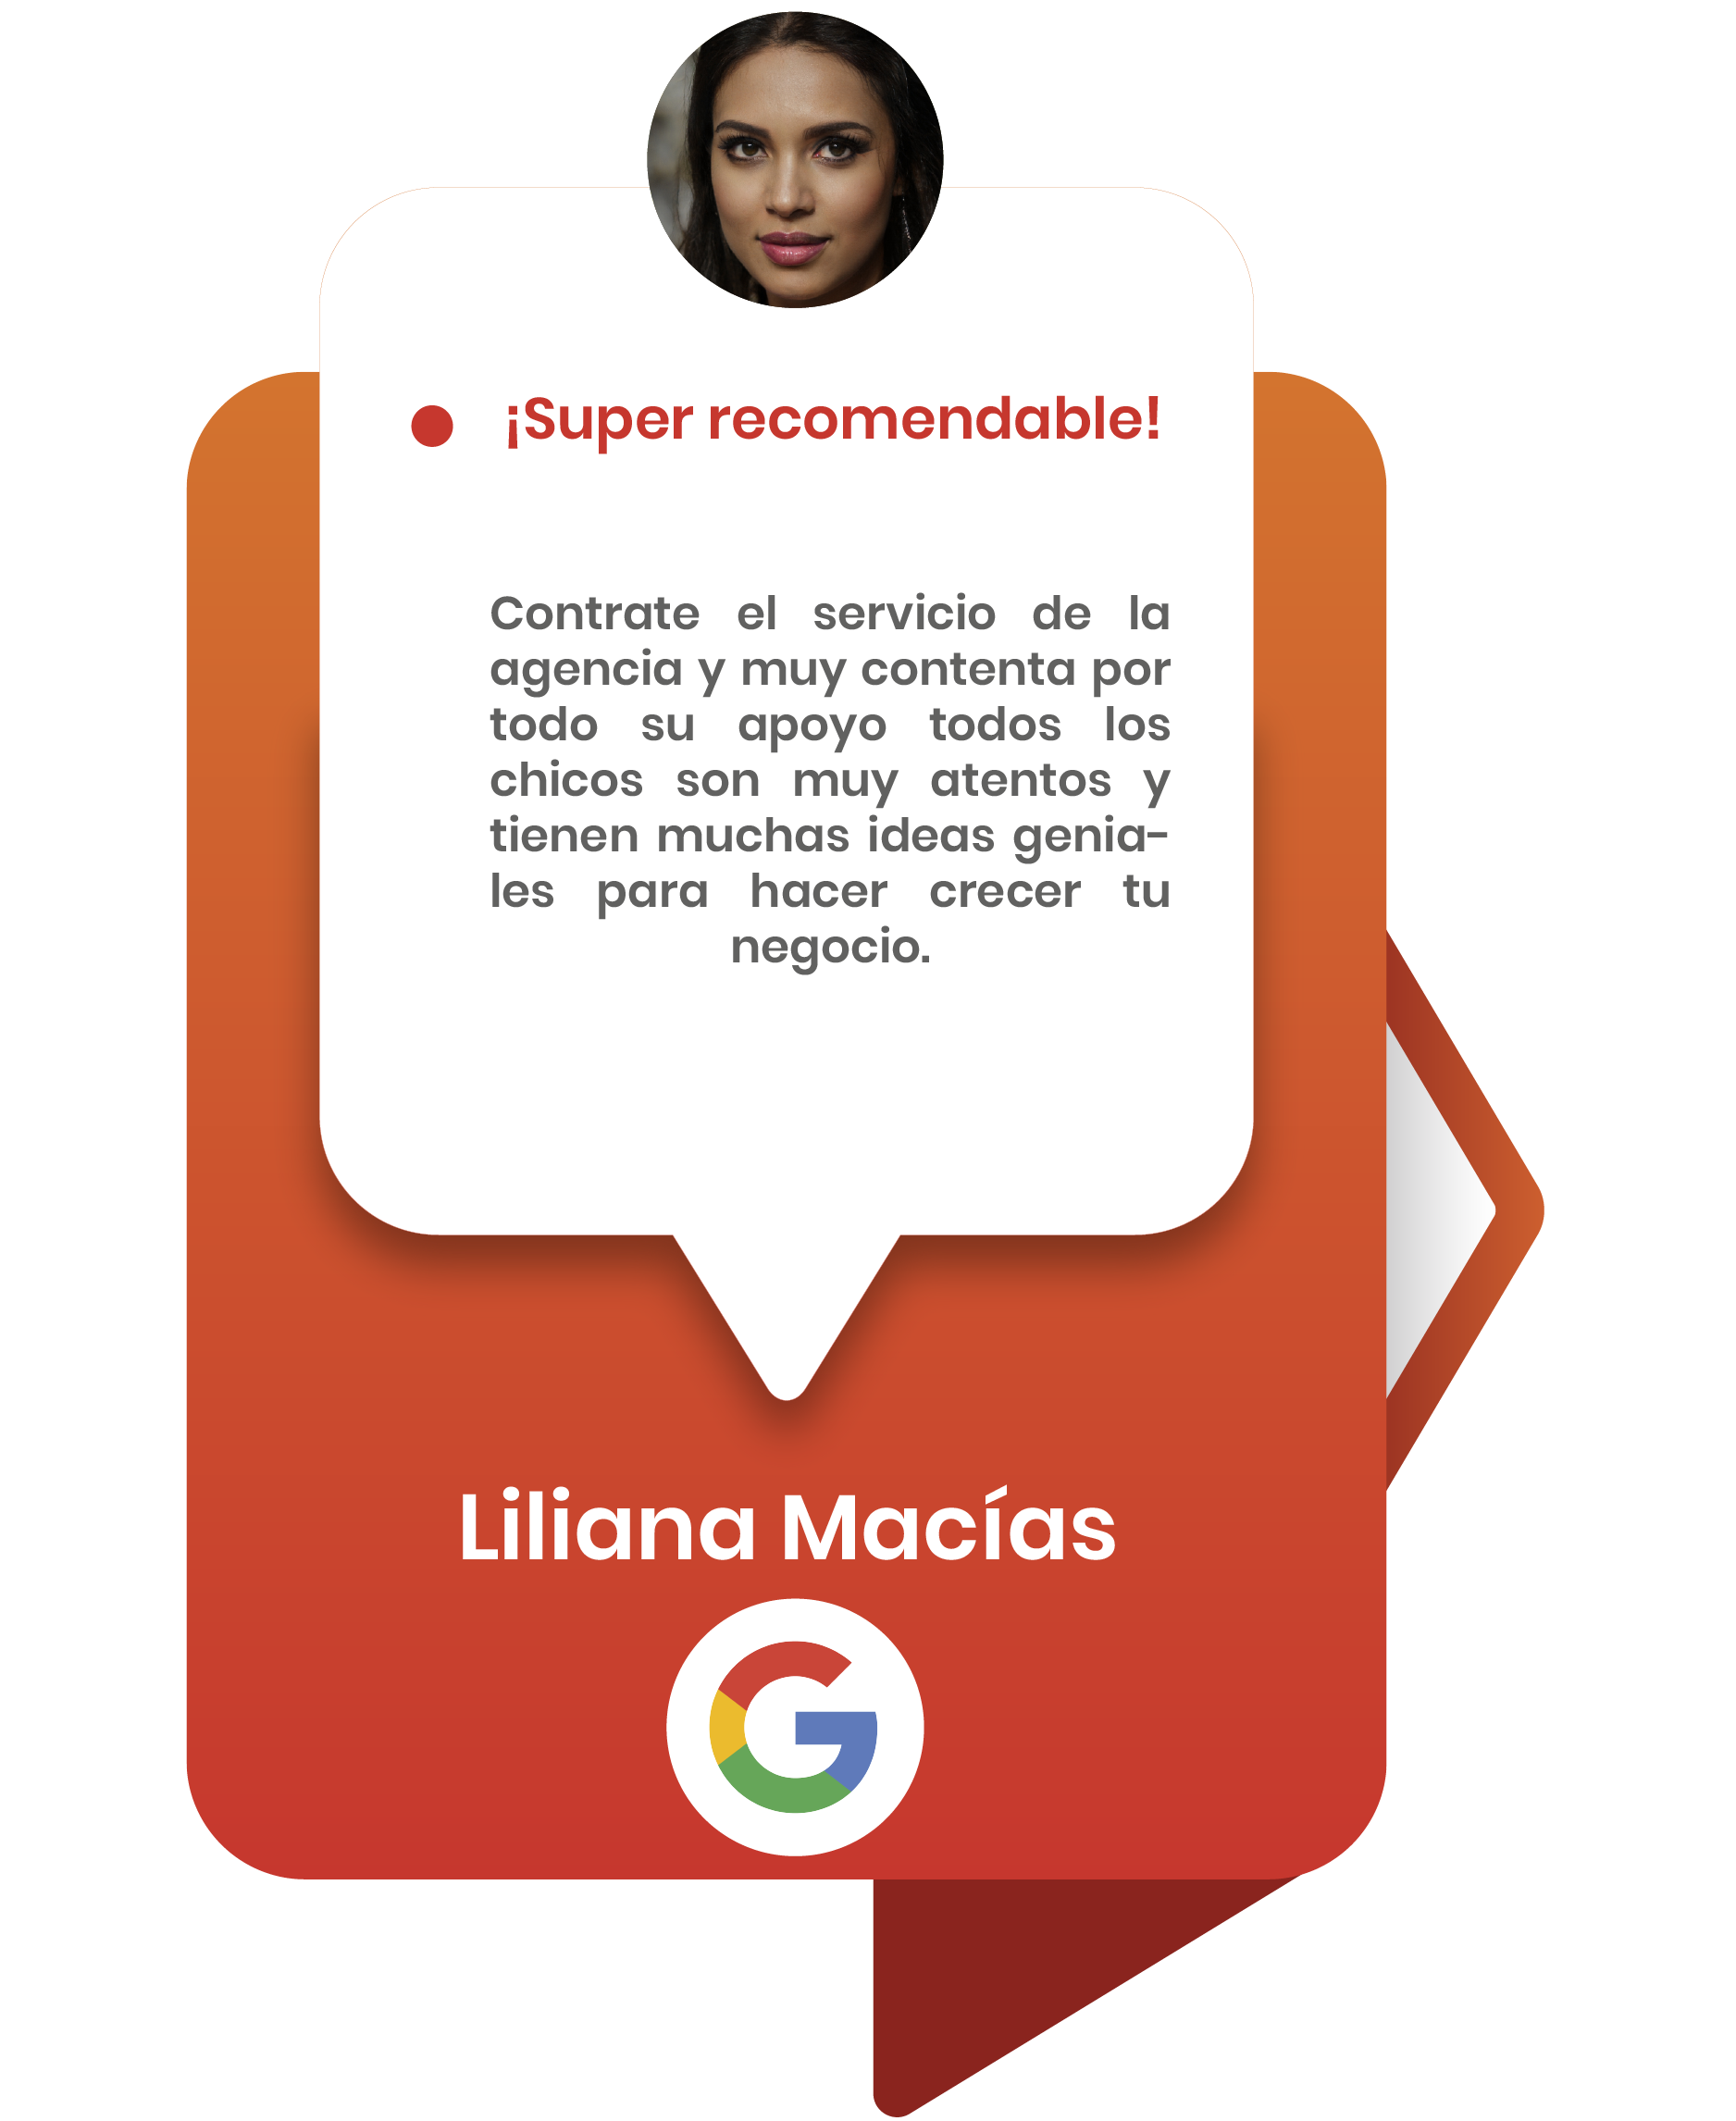 ¡Super recomendable!
Contrate el servicio de la
agencia y muy contenta por
todo su apoyo todos los
chicos son muy atentos y
tienen muchas ideas genia-
les para hacer crecer tu
negocio.
Liliana Macías
G